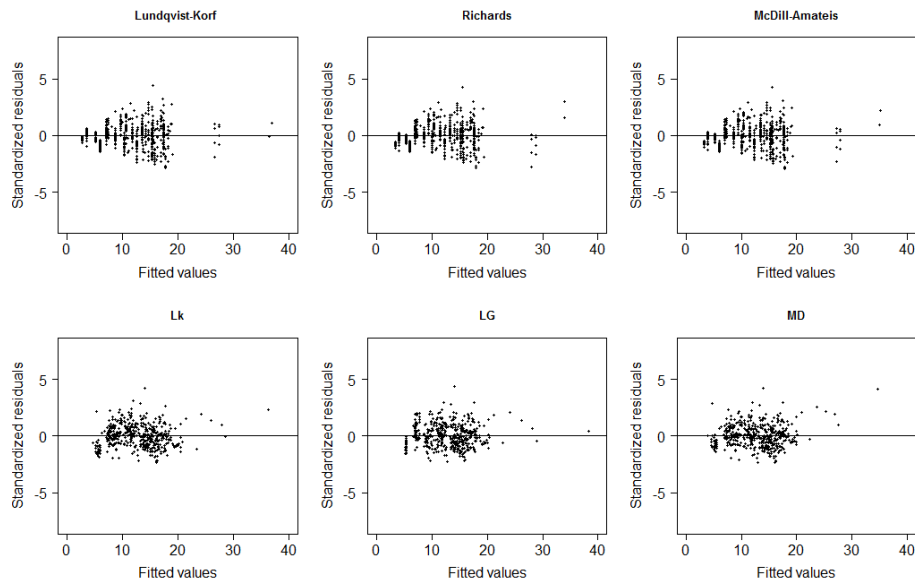 Lundqvist-Korf
Richards
McDill-Amateis
Standardized residuals
5
0
-5
0 10 20 30 40
Fitted values
Standardized residuals
5
0
-5
0 10 20 30 40
Fitted values
Standardized residuals
5
0
-5
0 10 20 30 40
Fitted values
Lk
LG
MD
Standardized residuals
5
0
-5
0 10 20 30 40
Fitted values
Standardized residuals
5
0
-5
0 10 20 30 40
Fitted values
Standardized residuals
5
0
-5
0 10 20 30 40
Fitted values